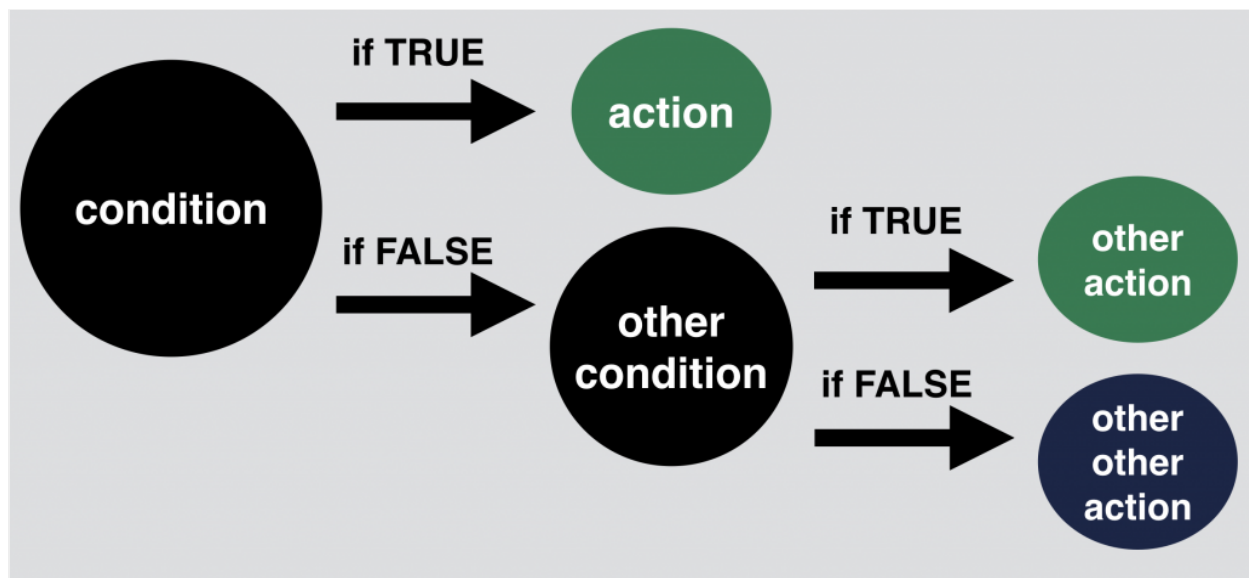 if TRUE
action
condition
if FALSE
other
condition
if TRUE
other
action
if FALSE
other
other
action